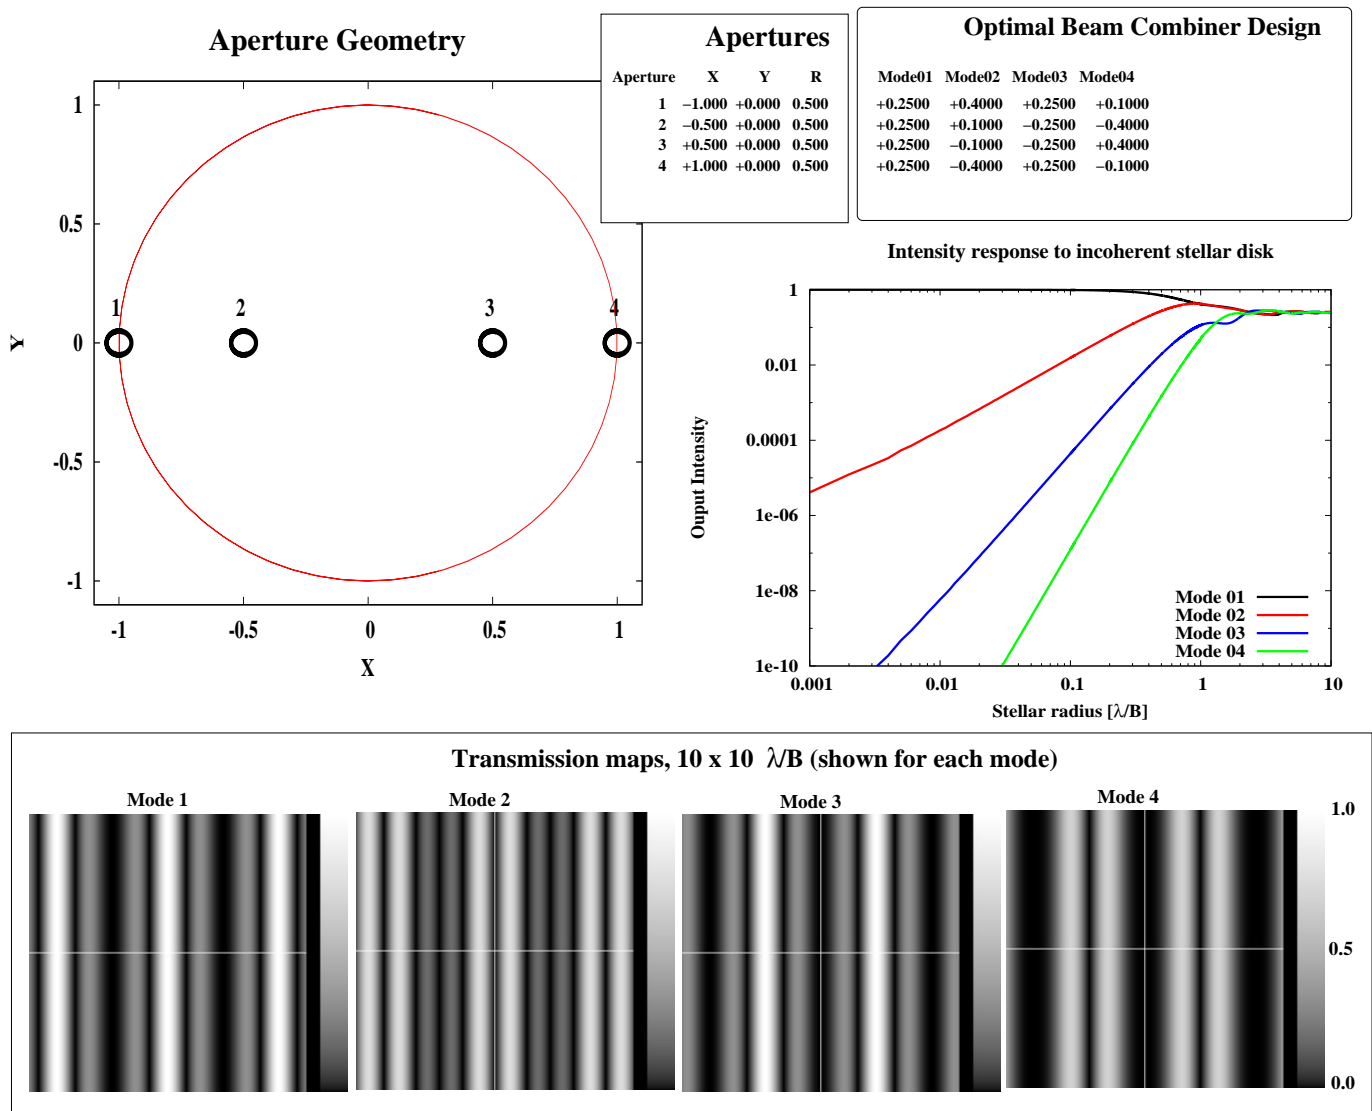 Aperture Geometry
Y
1
0.5
0
-0.5
-1
1
2
3
4
-1
-0.5
0
0.5
1
X
Apertures
Aperture X Y R
1 −1.000 +0.000 0.500
2 −0.500 +0.000 0.500
3 +0.500 +0.000 0.500
4 +1.000 +0.000 0.500
Optimal Beam Combiner Design
Mode01 Mode02 Mode03 Mode04
+0.2500 +0.4000 +0.2500 +0.1000
+0.2500 +0.1000 −0.2500 −0.4000
+0.2500 −0.1000 −0.2500 +0.4000
+0.2500 −0.4000 +0.2500 −0.1000
Intensity response to incoherent stellar disk
Ouput Intensity
1
0.01
0.0001
1e-06
1e-08
1e-10
Mode 01
Mode 02
Mode 03
Mode 04
0.001
0.01
0.1
1
10
Stellar radius [λ/B]
Transmission maps, 10 x 10 λ/B (shown for each mode)
Mode 1
Mode 2
Mode 3
Mode 4
1.0
0.5
0.0